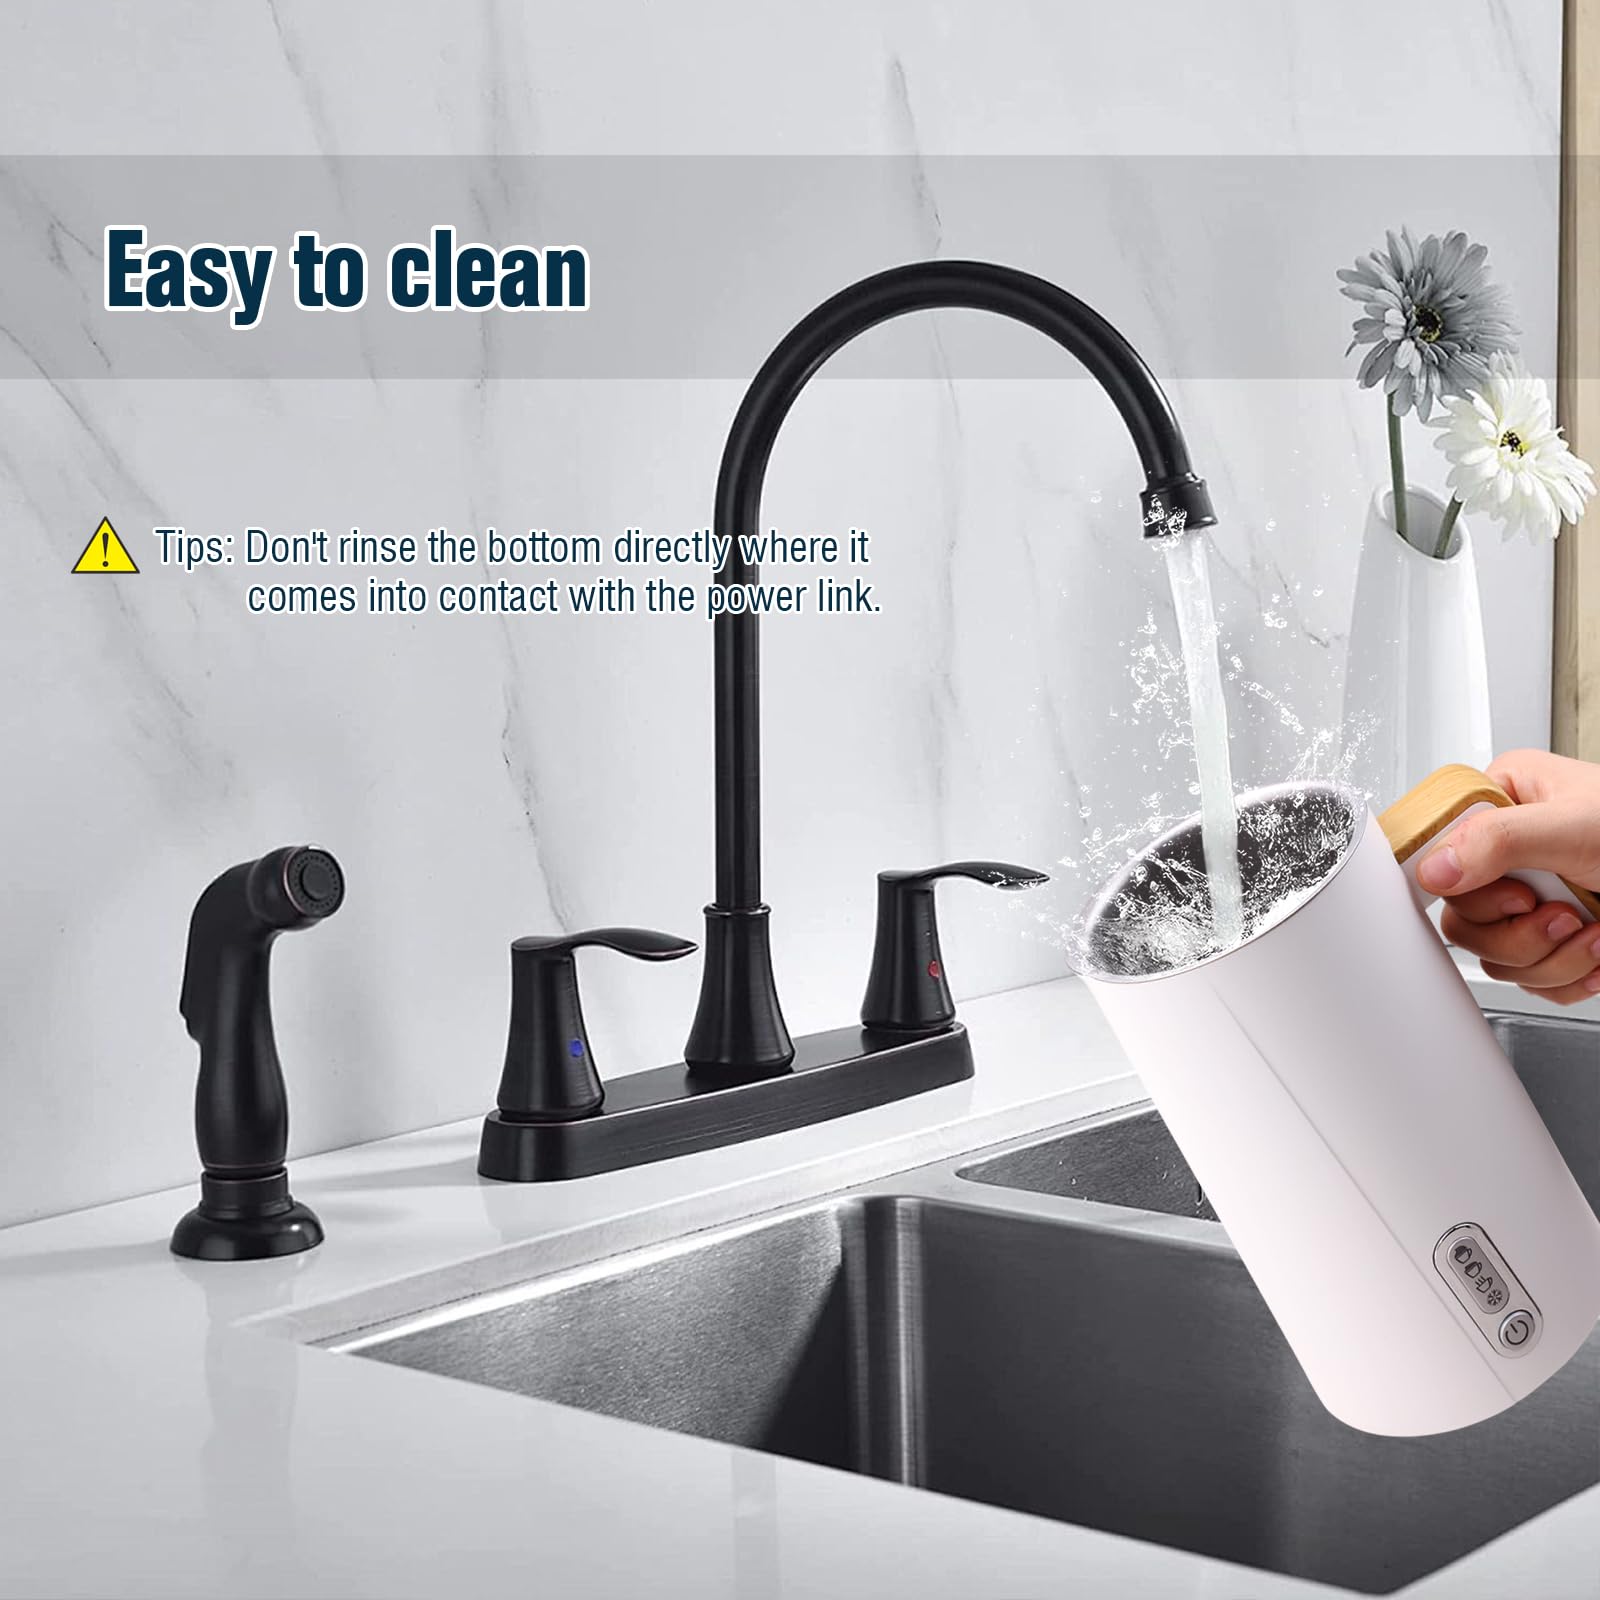 Easy to clean
Tips: Don't rinse the bottom directly where it
comes into contact with the power link.